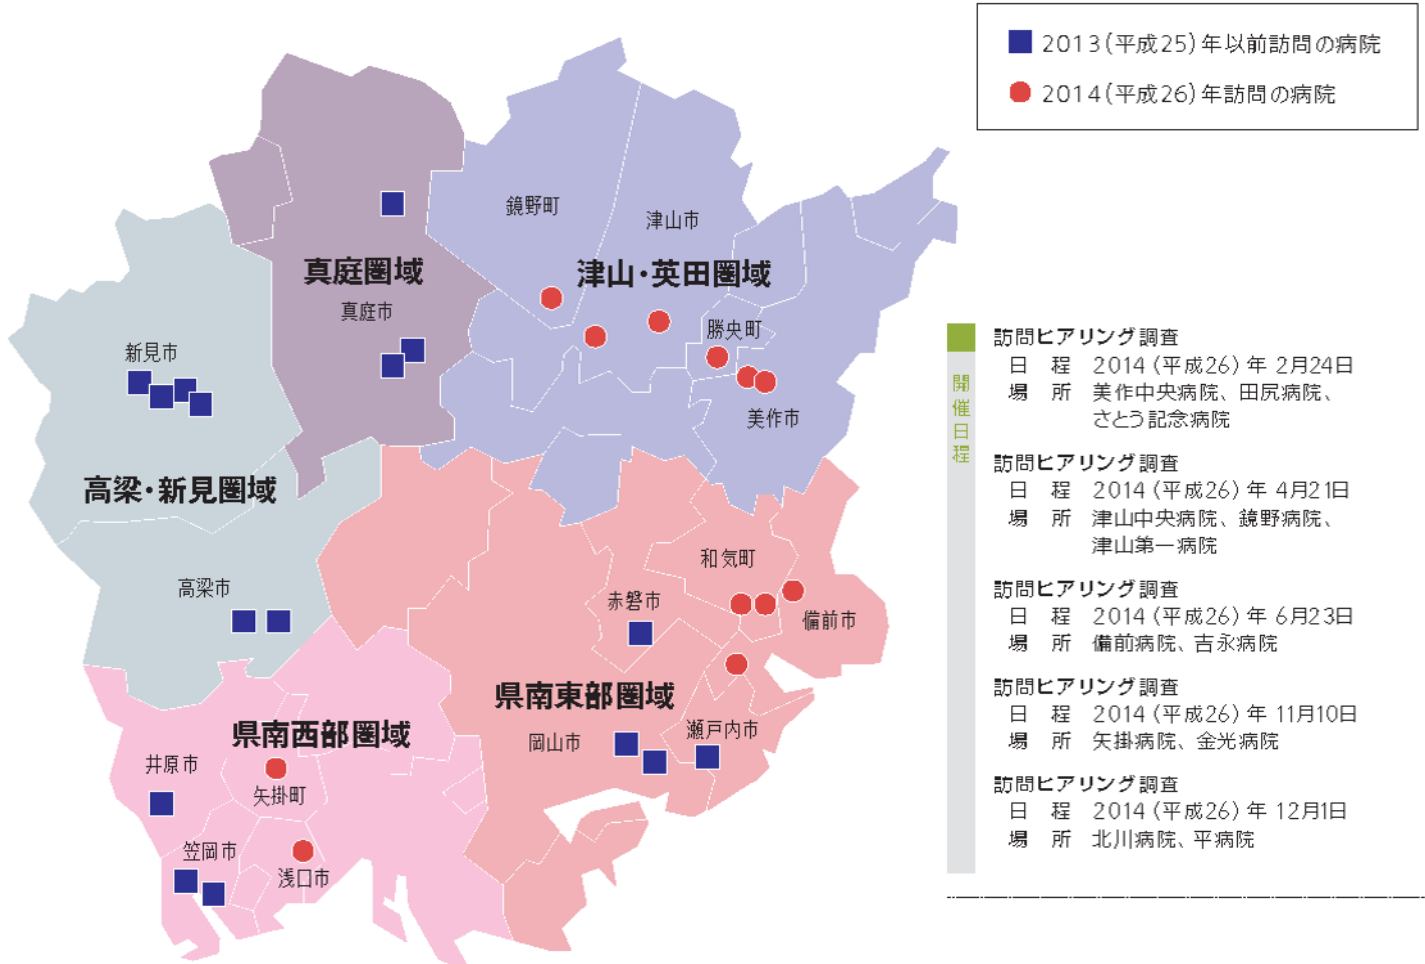 ■ 2013(平成25)年以前訪問の病院
● 2014(平成26)年訪問の病院
鏡野町
津山市
真庭圏域
津山・英田圏域
真庭市
勝央町
新見市
美作市
高梁・新見圏域
和気町
高梁市
赤磐市
備前市
県南東部圏域
県南西部圏域
瀬戸内市
岡山市
井原市
矢掛町
笠岡市
浅口市
開催日程
訪問ヒアリング調査
日 程 2014(平成26)年 2月24日
場 所 美作中央病院、田尻病院、
さとう記念病院
訪問ヒアリング調査
日 程 2014(平成26)年 4月21日
場 所 津山中央病院、鏡野病院、
津山第一病院
訪問ヒアリング調査
日 程 2014(平成26)年 6月23日
場 所 備前病院、吉永病院
訪問ヒアリング調査
日 程 2014(平成26)年 11月10日
場 所 矢掛病院、金光病院
訪問ヒアリング調査
日 程 2014(平成26)年 12月1日
場 所 北川病院、平病院